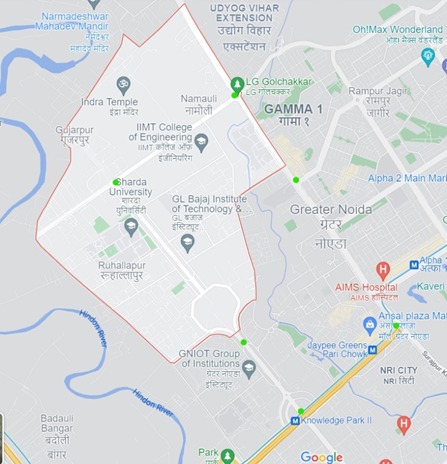 Narmadeshwar
Mahadev Mandir
नर्मदेश्वर
महादेव मंदिर
UDYOG VIHAR
EXTENSION
उद्योग विहार
एक्सटेंशन
Oh!Max Wonderland
LG Golchakkar
LG गोलचक्कर
Indra Temple
इंद्रा मंदिर
Namauli
नामोली
GAMMA 1
गामा १
Rampur Jagir
रामपुर
जागीर
Gujarpur
गुजरपुर
IIMT College
of Engineering
IIMT कॉलेज ऑफ़
इंजीनियरिंग
Alpha 2 Main Mark
Sharda
University
शारदा
यूनिवर्सिटी
GL Bajaj Institute
of Technology &
GL बजाज
इंस्टिट्यूट
Greater Noida
ग्रेटर
नोएडा
Ruhallapur
रूहाल्लापुर
Alpha
AIMS Hospital
AIMS हॉस्पिटल
Kaveri
Hindon River
Ansal plaza Mal
Jaypee Greens
Pari Chowk
GNIOT Group
of Institutions
ग्रेटर नोएडा
इंस्टिट्यूट
NRI CITY
NRI सिटी
Surajpur Ka
Hindon River
Badauli
Bangar
बदौली
बांगर
Knowledge Park II
Park
Google
Th